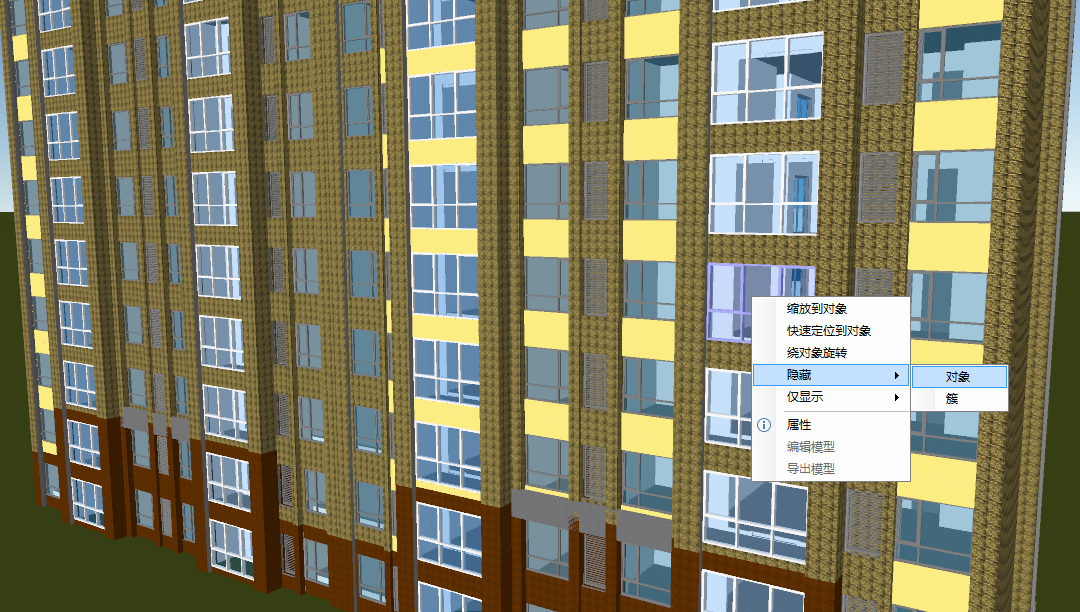 缩放到对象
快速定位到对象
绕对象旋转
隐藏
对象
仅显示
簇
属性
编辑模型
导出模型